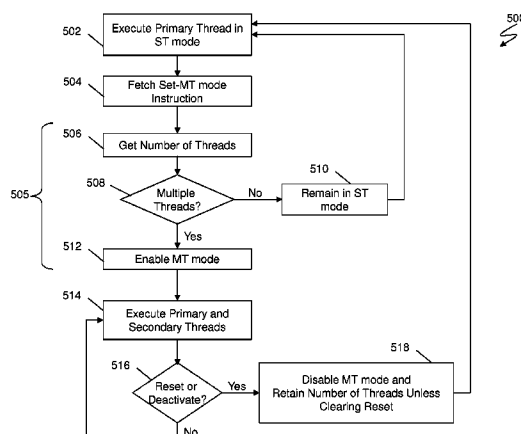 500
502
Execute Primary Thread in
ST mode
504
Fetch Set-MT mode
Instruction
506
Get Number of Threads
505
508
Multiple
Threads?
No
510
Remain in ST
mode
Yes
512
Enable MT mode
514
Execute Primary and
Secondary Threads
516
Reset or
Deactivate?
Yes
518
Disable MT mode and
Retain Number of Threads Unless
Clearing Reset
No